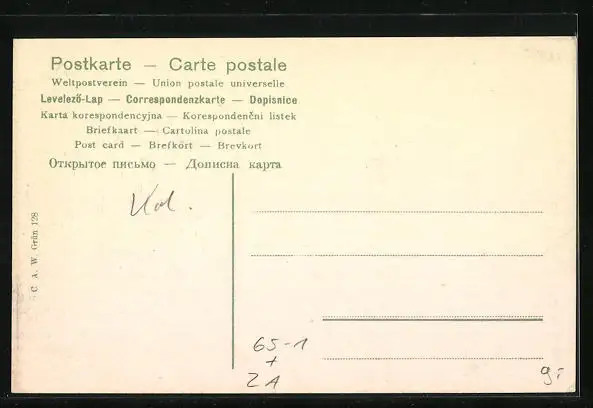 Postkarte — Carte postale
Weltpostverein — Union postale universelle
Levelező-Lap — Correspondenzkarte — Dopisnice
Karta korespondencyjna — Korespondenční listek
Briefkaart — Cartolina postale
Post card — Brefkort — Brevkort
Открытое письмо — Дописна карта
C. A. W. Grün 128
65-1
+
ZA